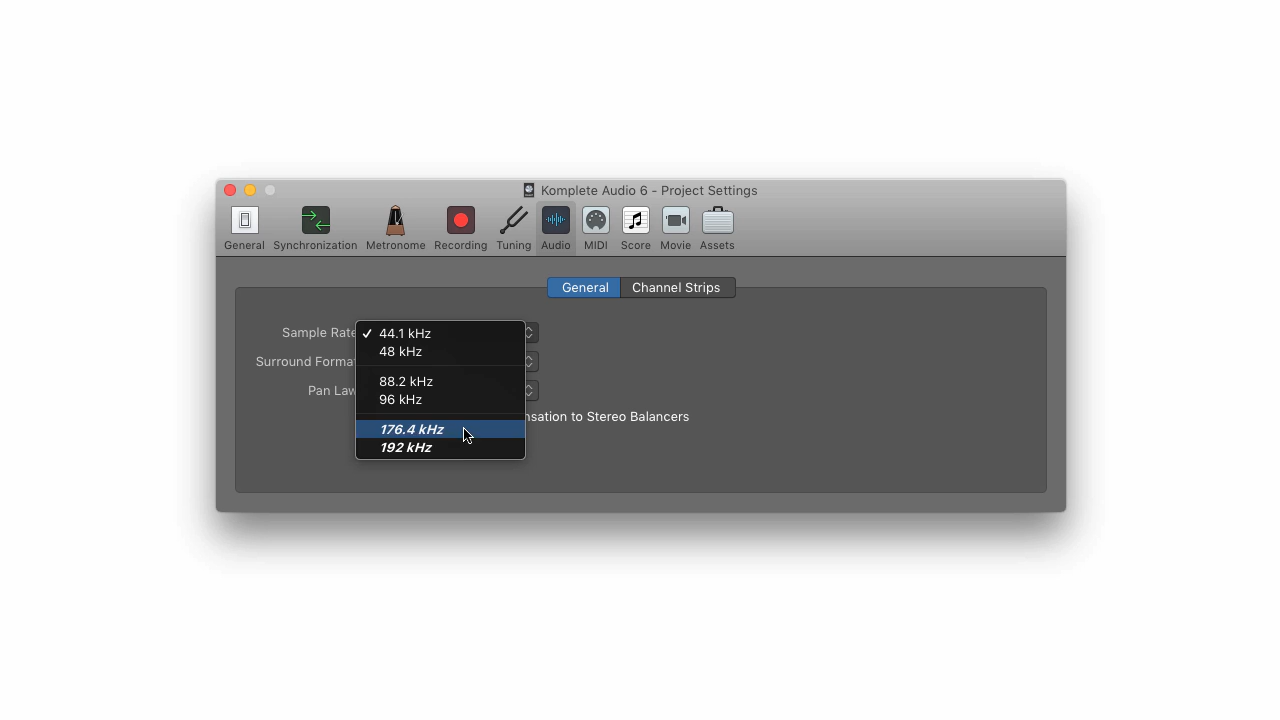 Komplete Audio 6 - Project Settings
General Synchronization Metronome Recording Tuning Audio MIDI Score Movie Assets
General Channel Strips
Sample Rate
44.1 kHz
48 kHz
Surround Forma
88.2 kHz
Pan Law
96 kHz
nsation to Stereo Balancers
176.4 kHz
192 kHz